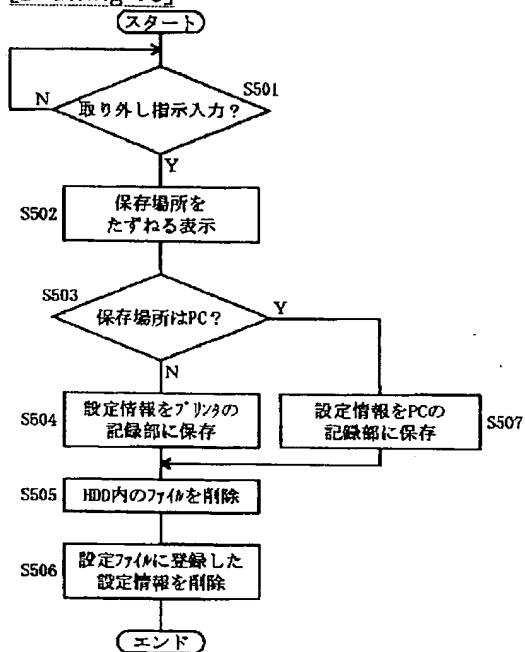 スタート
S501
N
取り外し指示入力？
Y
S502
保存場所を
たずねる表示
S503
保存場所はPC？
Y
N
S504
設定情報をﾌﾟﾘﾝﾀの
記録部に保存
設定情報をPCの
記録部に保存
S507
S505
HDD内のﾌｧｲﾙを削除
S506
設定ﾌｧｲﾙに登録した
設定情報を削除
エンド